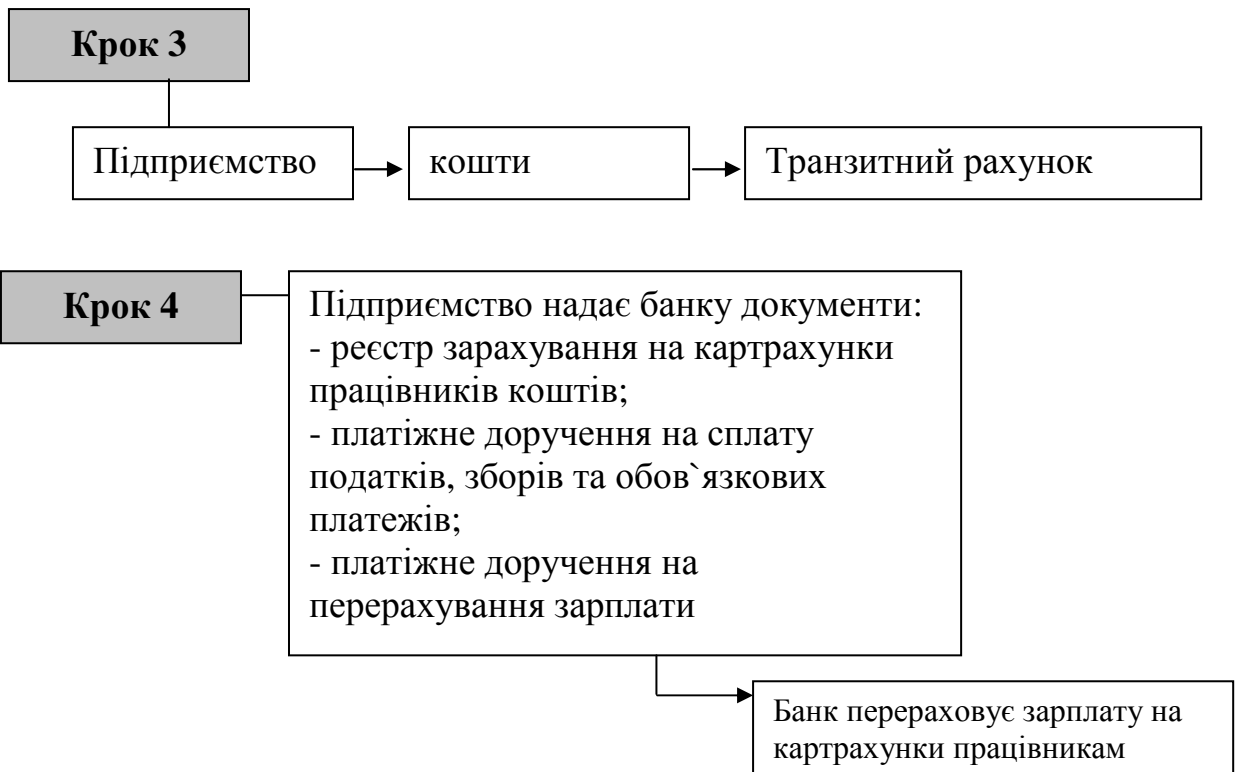 Крок 3
Підприємство
кошти
Транзитний рахунок
Крок 4
Підприємство надає банку документи:
- реєстр зарахування на картрахунки
працівників коштів;
- платіжне доручення на сплату
податків, зборів та обов`язкових
платежів;
- платіжне доручення на
перерахування зарплати
Банк перераховує зарплату на
картрахунки працівникам